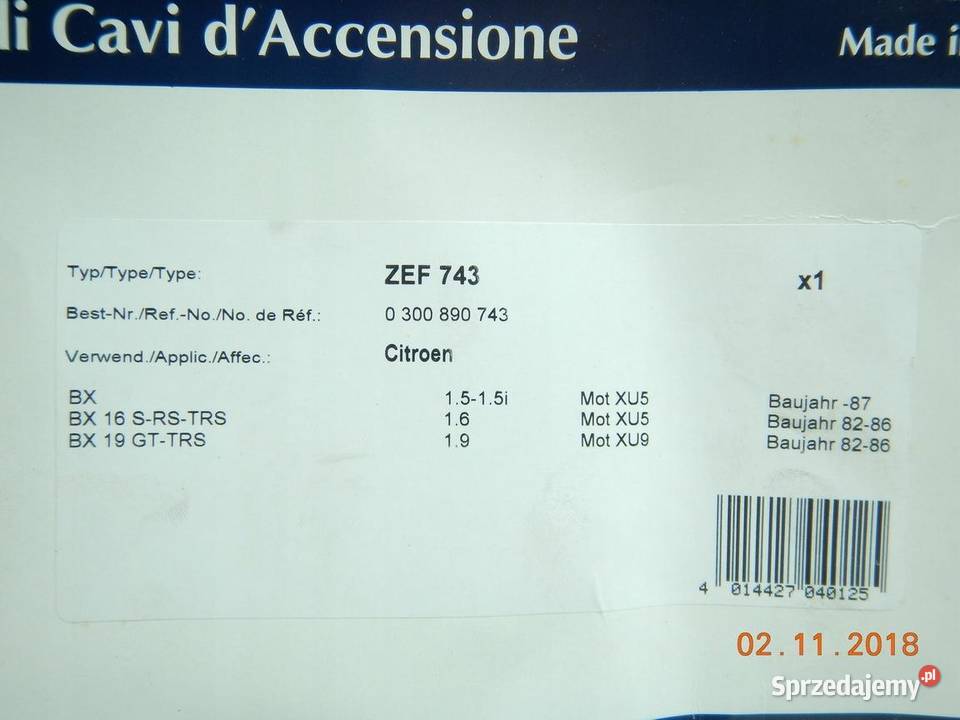 di Cavi d'Accensione Made in
Typ/Type/Type: ZEF 743 x1
Best-Nr./Ref.-No./No. de Réf.: 0 300 890 743
Verwend./Applic./Affec.: Citroen
BX 1.5-1.5i Mot XU5 Baujahr -87
BX 16 S-RS-TRS 1.6 Mot XU5 Baujahr 82-86
BX 19 GT-TRS 1.9 Mot XU9 Baujahr 82-86
4 014427 040125
02.11.2018
Sprzedajemy.pl